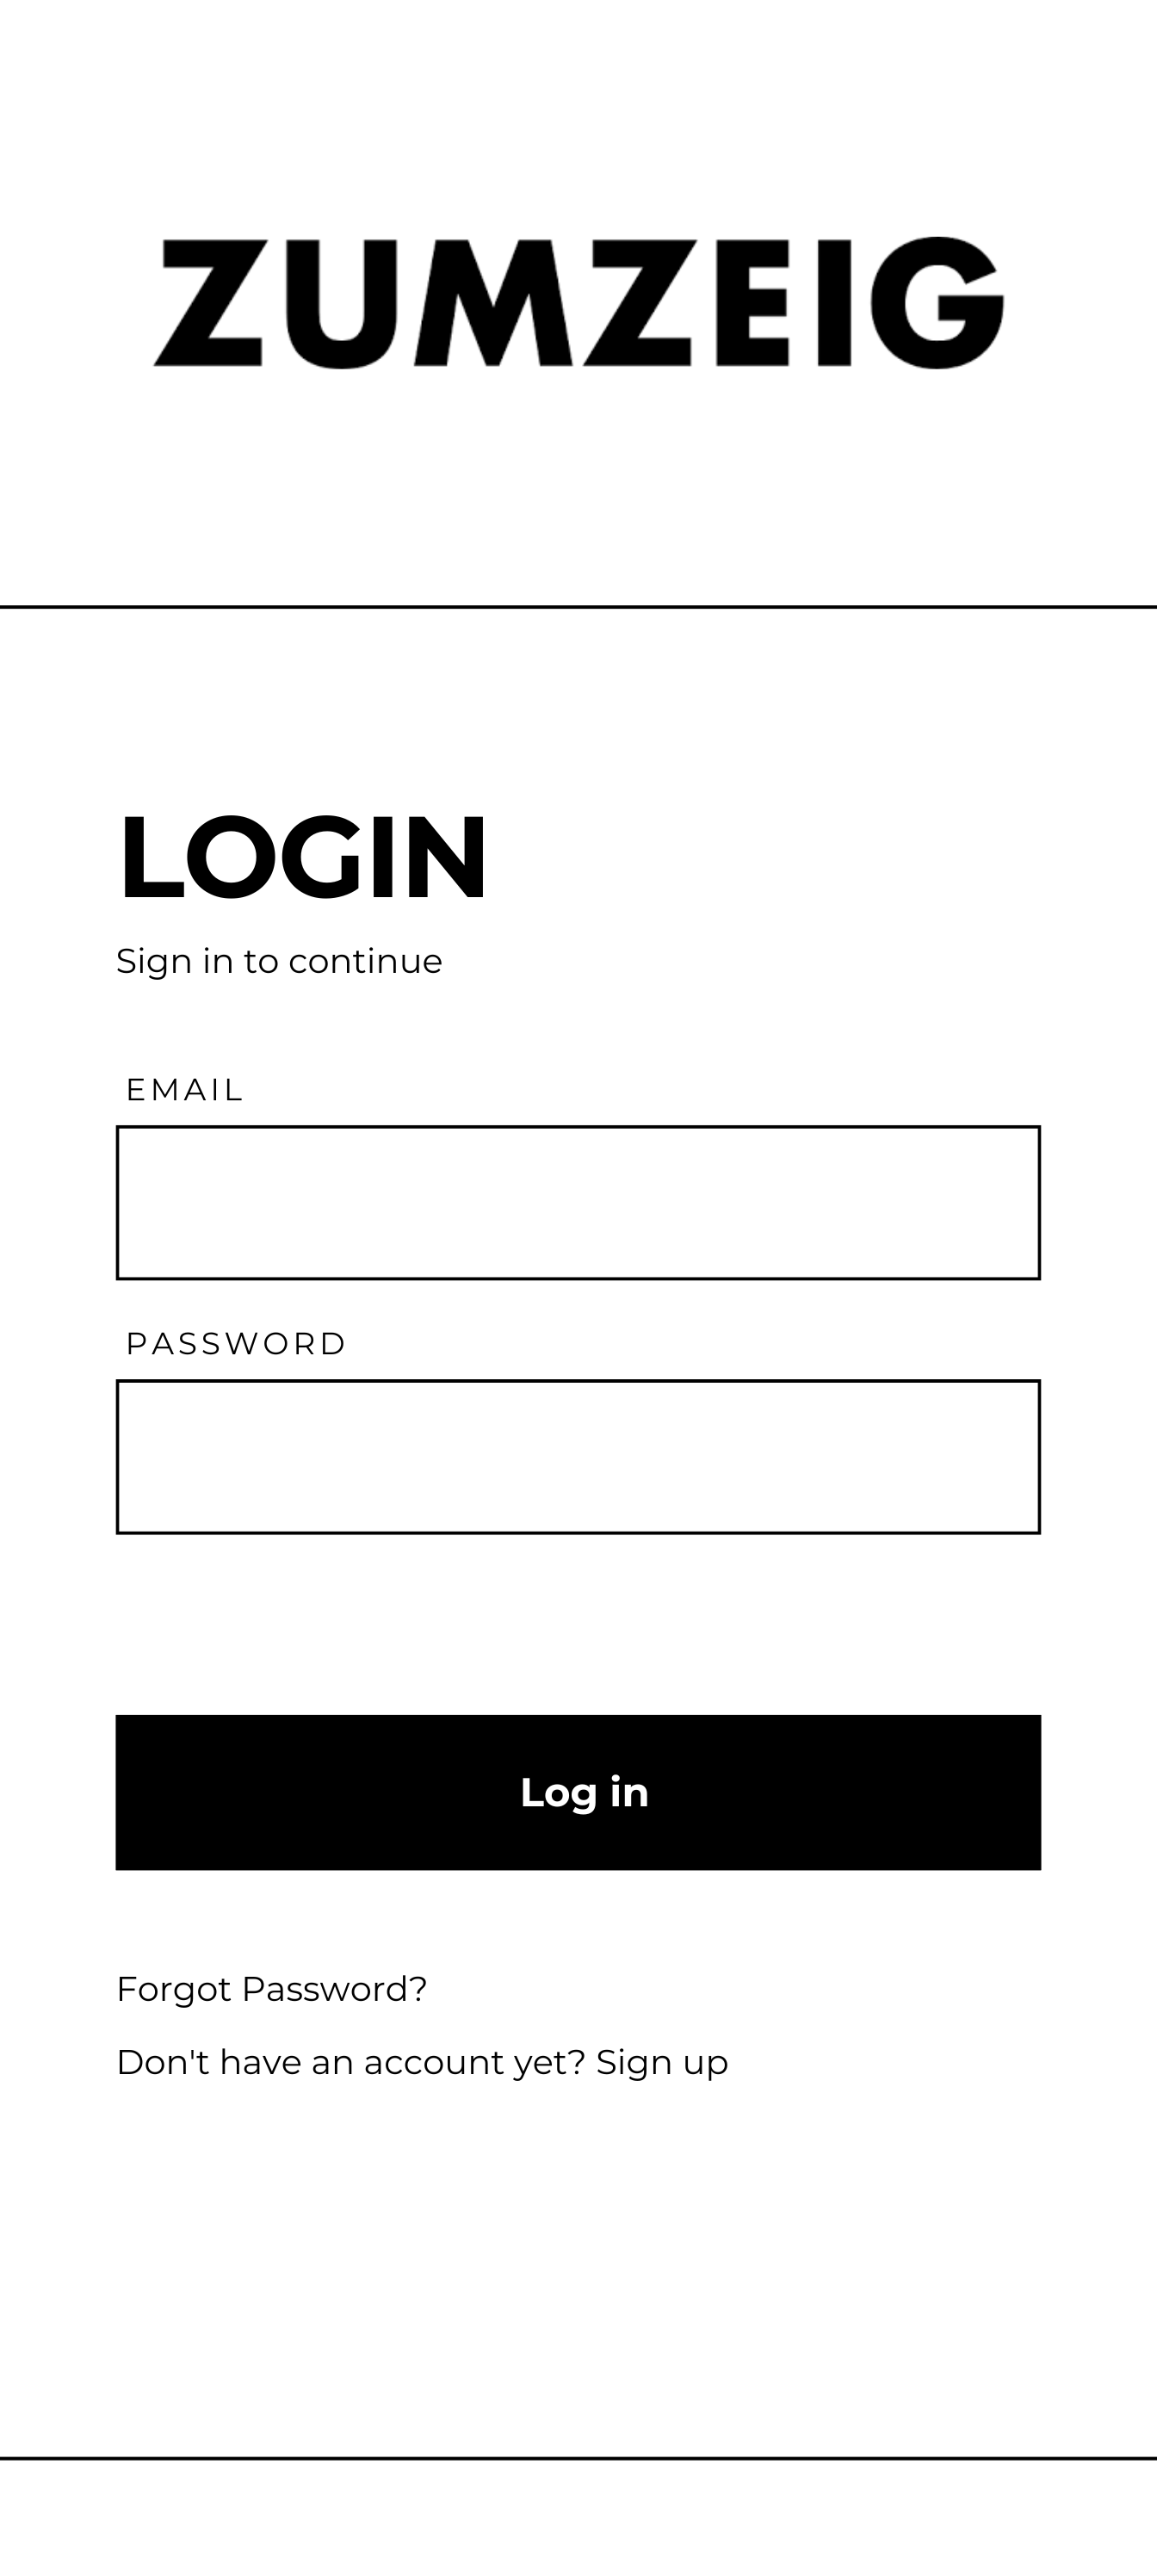 ZUMZEIG
LOGIN
Sign in to continue
EMAIL
PASSWORD
Log in
Forgot Password?
Don't have an account yet? Sign up